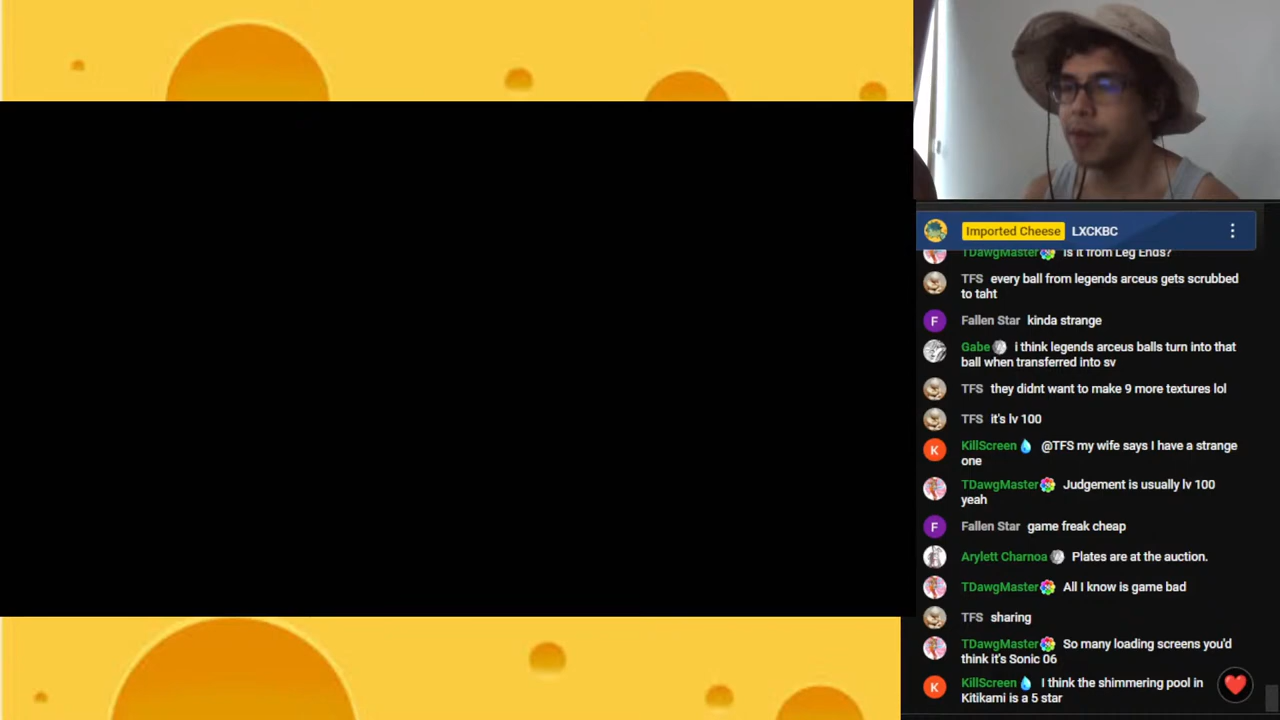 Imported Cheese LXCKBC
TDawgMaster Is it from Leg Ends?
TFS every ball from legends arceus gets scrubbed
to taht
Fallen Star kinda strange
Gabe i think legends arceus balls turn into that
ball when transferred into sv
TFS they didnt want to make 9 more textures lol
TFS it's lv 100
K KillScreen @TFS my wife says I have a strange
one
TDawgMaster Judgement is usually lv 100
yeah
F Fallen Star game freak cheap
Arylett Charnoa Plates are at the auction.
TDawgMaster All I know is game bad
TFS sharing
TDawgMaster So many loading screens you'd
think it's Sonic 06
K KillScreen I think the shimmering pool in
Kitikami is a 5 star